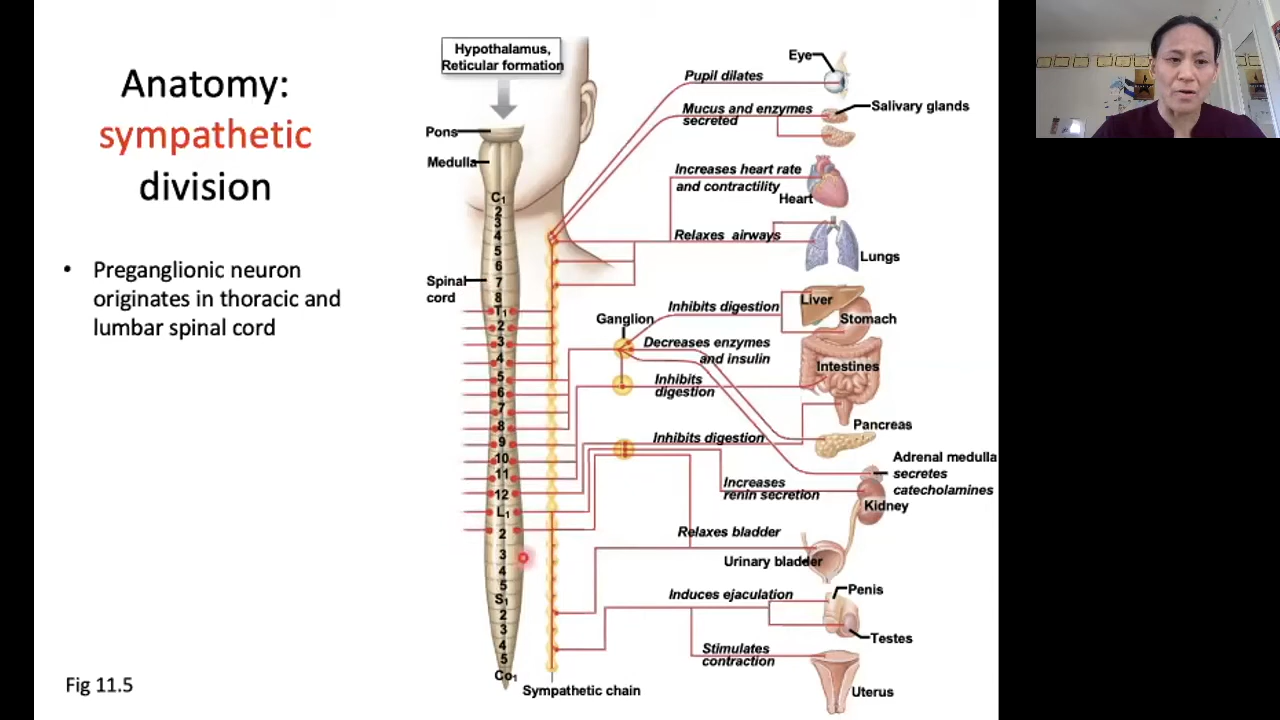 Anatomy:
sympathetic
division
• Preganglionic neuron
originates in thoracic and
lumbar spinal cord
Fig 11.5
Hypothalamus,
Reticular formation
Pons
Medulla
C1
2
3
4
5
6
7
8
Spinal
cord
T1
2
3
4
5
6
7
8
9
10
11
12
L1
2
3
4
5
S1
2
3
4
5
Co1
Sympathetic chain
Ganglion
Pupil dilates
Eye
Mucus and enzymes
secreted
Salivary glands
Increases heart rate
and contractility
Heart
Relaxes airways
Lungs
Inhibits digestion
Liver
Stomach
Decreases enzymes
and insulin
Intestines
Inhibits
digestion
Pancreas
Inhibits digestion
Adrenal medulla
secretes
catecholamines
Increases
renin secretion
Kidney
Relaxes bladder
Urinary bladder
Induces ejaculation
Penis
Testes
Stimulates
contraction
Uterus